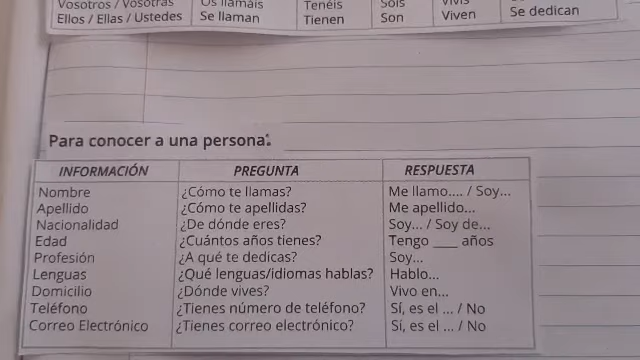 Vosotros / Vosotras Os llamáis Tenéis Sois Vivís
Ellos / Ellas / Ustedes Se llaman Tienen Son Viven Se dedican
Para conocer a una persona:
INFORMACIÓN PREGUNTA RESPUESTA
Nombre ¿Cómo te llamas? Me llamo.... / Soy...
Apellido ¿Cómo te apellidas? Me apellido...
Nacionalidad ¿De dónde eres? Soy... / Soy de...
Edad ¿Cuántos años tienes? Tengo ____ años
Profesión ¿A qué te dedicas? Soy...
Lenguas ¿Qué lenguas/idiomas hablas? Hablo...
Domicilio ¿Dónde vives? Vivo en...
Teléfono ¿Tienes número de teléfono? Sí, es el ... / No
Correo Electrónico ¿Tienes correo electrónico? Sí, es el ... / No